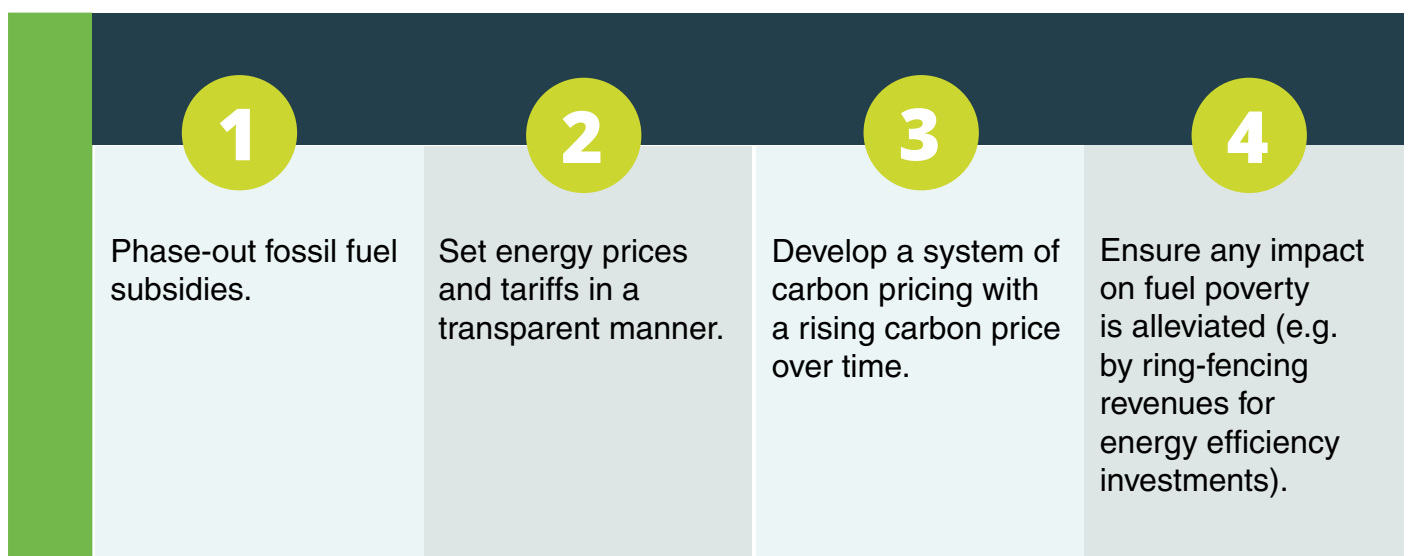 1
Phase-out fossil fuel
subsidies.
2
Set energy prices
and tariffs in a
transparent manner.
3
Develop a system of
carbon pricing with
a rising carbon price
over time.
4
Ensure any impact
on fuel poverty
is alleviated (e.g.
by ring-fencing
revenues for
energy efficiency
investments).